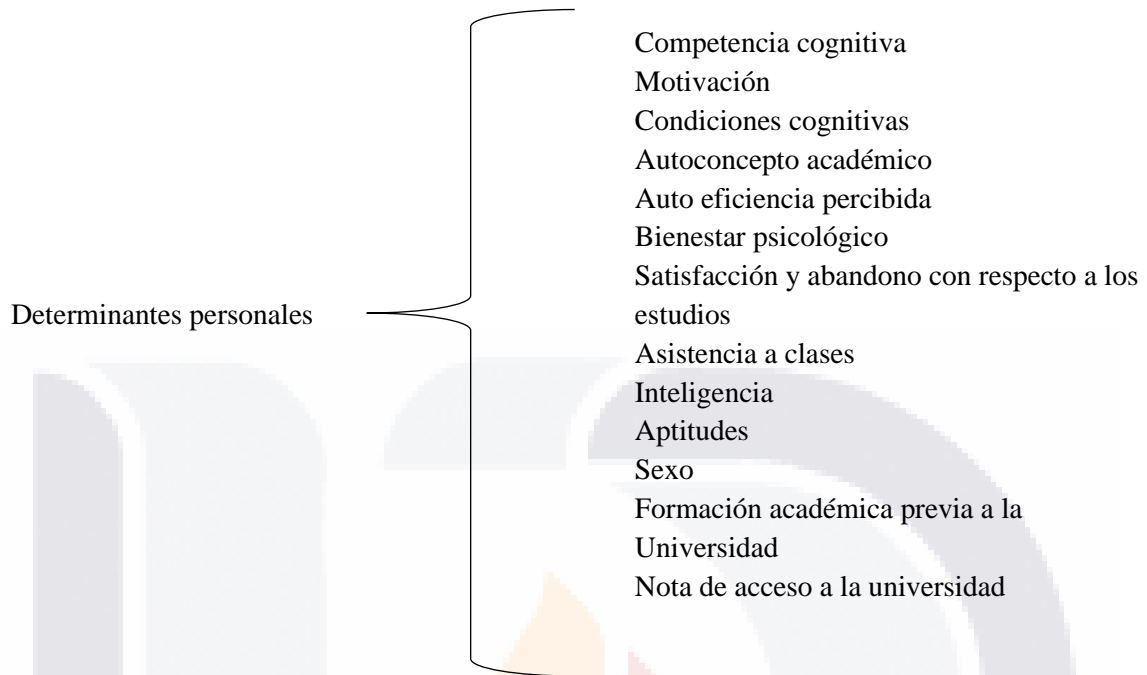 Competencia cognitiva
Motivación
Condiciones cognitivas
Autoconcepto académico
Auto eficiencia percibida
Bienestar psicológico
Satisfacción y abandono con respecto a los
Determinantes personales
estudios
Asistencia a clases
Inteligencia
Aptitudes
Sexo
Formación académica previa a la
Universidad
Nota de acceso a la universidad